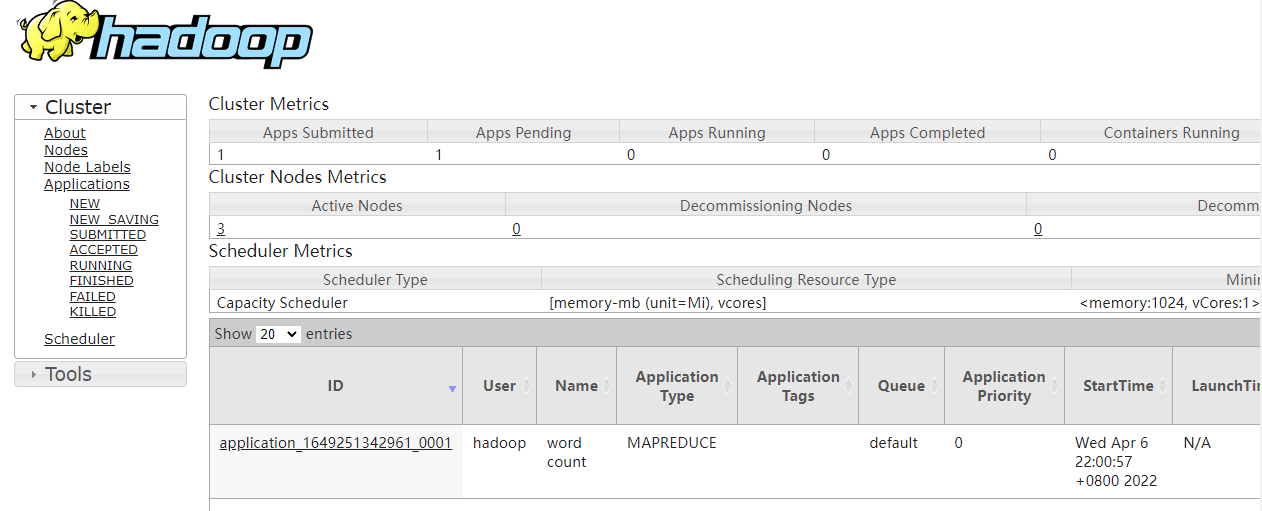 hadoop
Cluster
About
Nodes
Node Labels
Applications
NEW
NEW_SAVING
SUBMITTED
ACCEPTED
RUNNING
FINISHED
FAILED
KILLED
Scheduler
Tools
Cluster Metrics
Apps Submitted Apps Pending Apps Running Apps Completed Containers Running
1 1 0 0 0
Cluster Nodes Metrics
Active Nodes Decommissioning Nodes Decomm
3 0 0
Scheduler Metrics
Scheduler Type Scheduling Resource Type Minin
Capacity Scheduler [memory-mb (unit=Mi), vcores] <memory:1024, vCores:1>
Show 20 entries
ID User Name Application Type Application Tags Queue Application Priority StartTime LaunchTim
application_1649251342961_0001 hadoop word count MAPREDUCE default 0 Wed Apr 6 22:00:57 +0800 2022 N/A